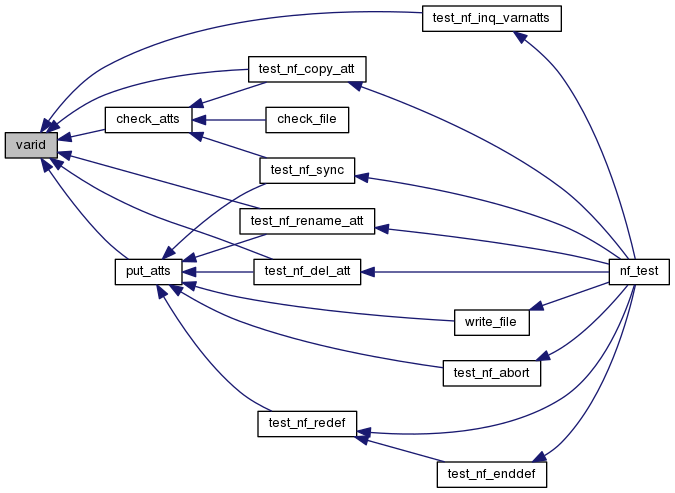 test_nf_inq_varnatts
test_nf_copy_att
check_atts
check_file
varid
test_nf_sync
test_nf_rename_att
put_atts
test_nf_del_att
nf_test
write_file
test_nf_abort
test_nf_redef
test_nf_enddef